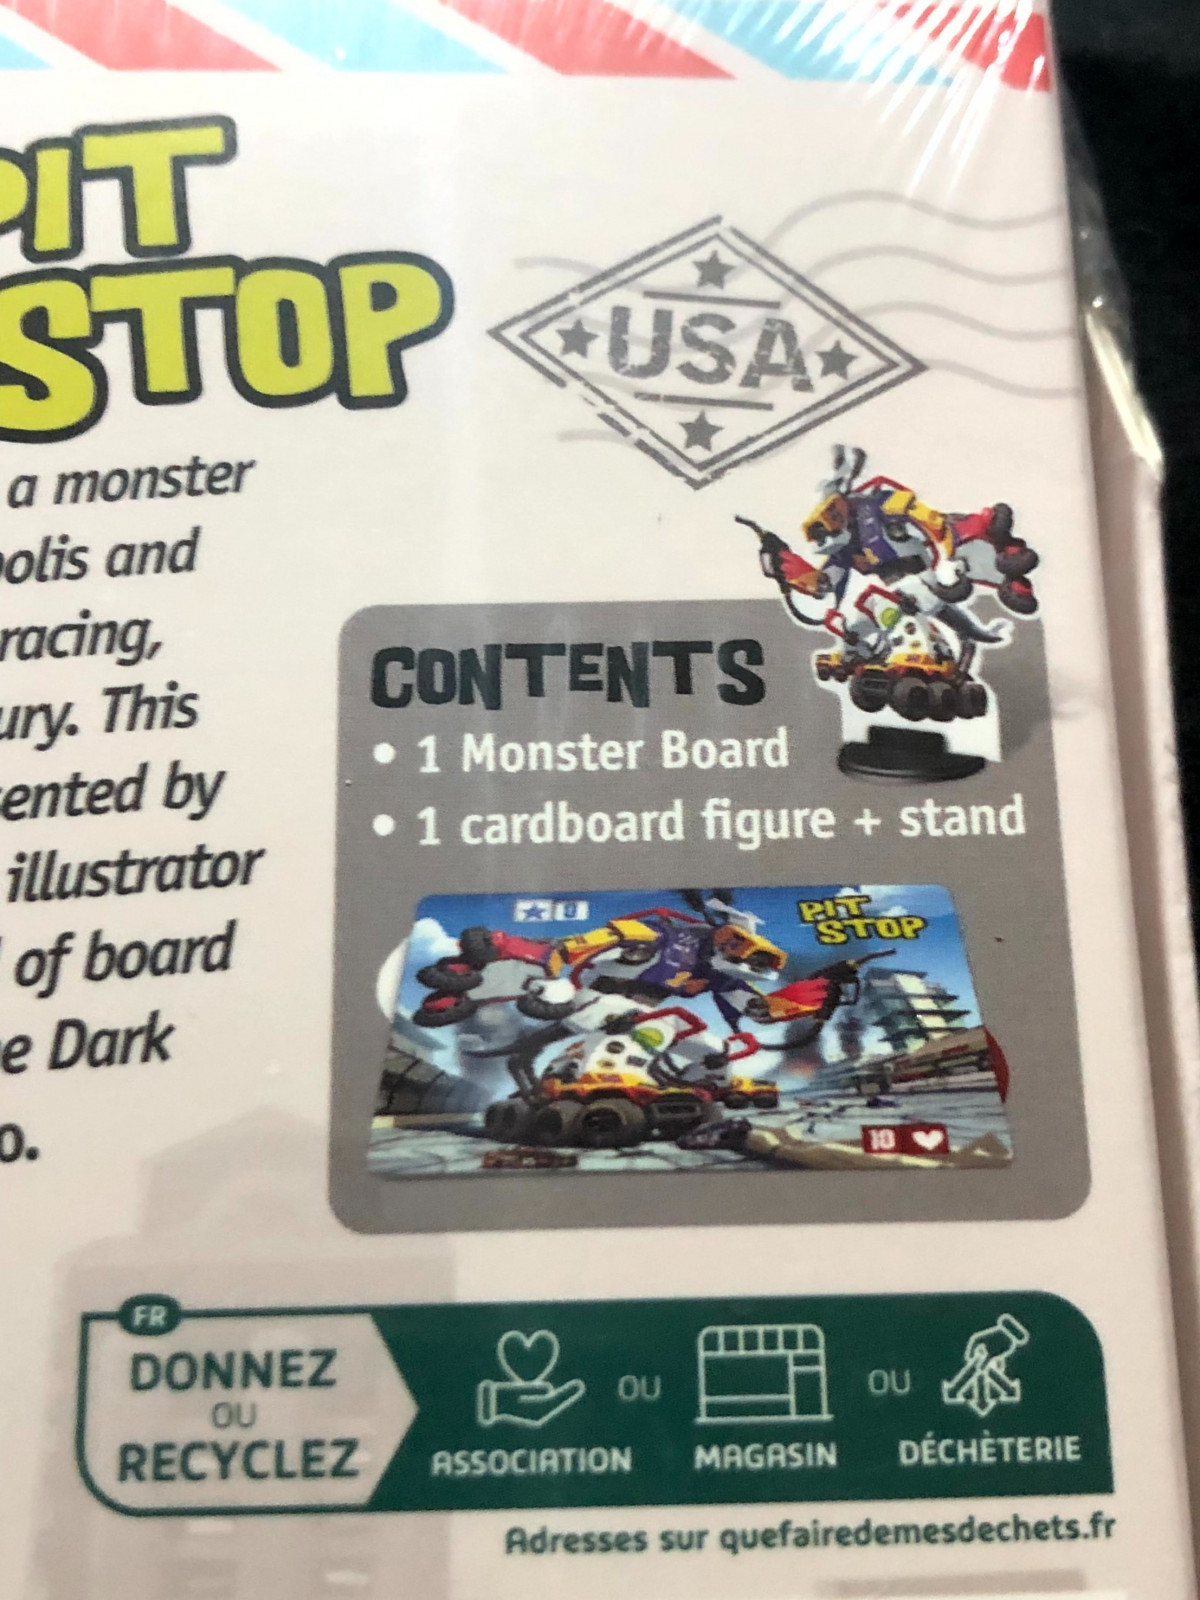 PIT
STOP
USA
a monster
polis and
racing,
ury. This
sented by
illustrator
of board
e Dark
o.
CONTENTS
• 1 Monster Board
• 1 cardboard figure + stand
0
PIT
STOP
10
FR
DONNEZ
OU
RECYCLEZ
ASSOCIATION
OU
MAGASIN
OU
DÉCHÈTERIE
Adresses sur quefairedemesdechets.fr